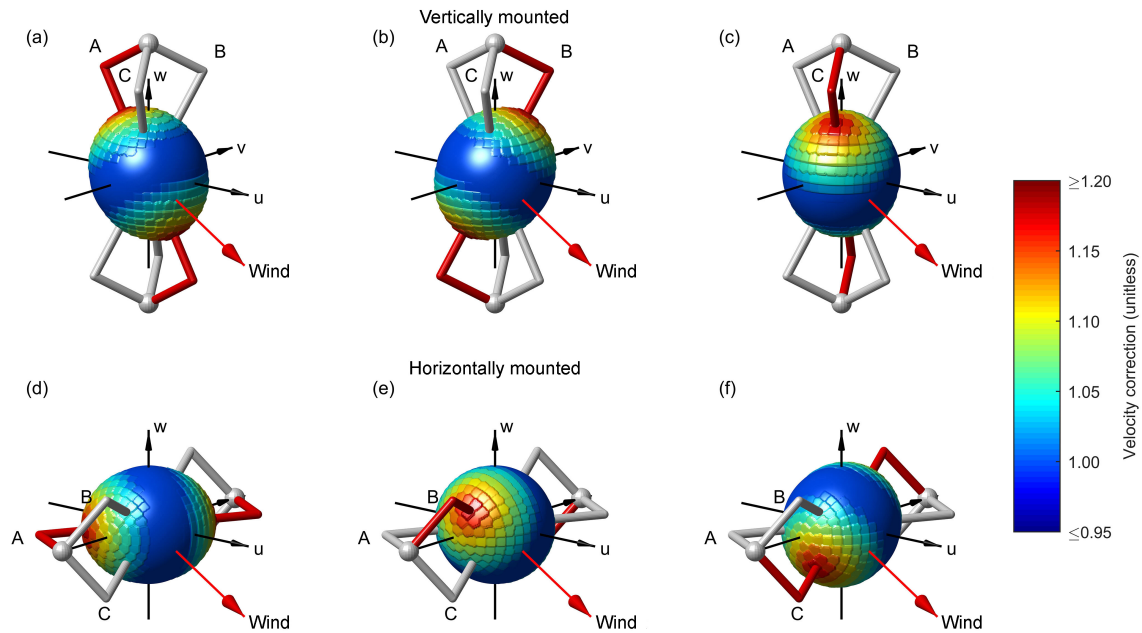 Vertically mounted
(a)
A
B
C
w
v
u
Wind
(b)
A
B
C
w
v
u
Wind
(c)
A
B
C
w
v
u
Wind
≥1.20
1.15
1.10
1.05
1.00
≤0.95
Velocity correction (unitless)
Horizontally mounted
(d)
w
B
A
u
C
Wind
(e)
w
B
A
u
C
Wind
(f)
w
B
A
u
C
Wind